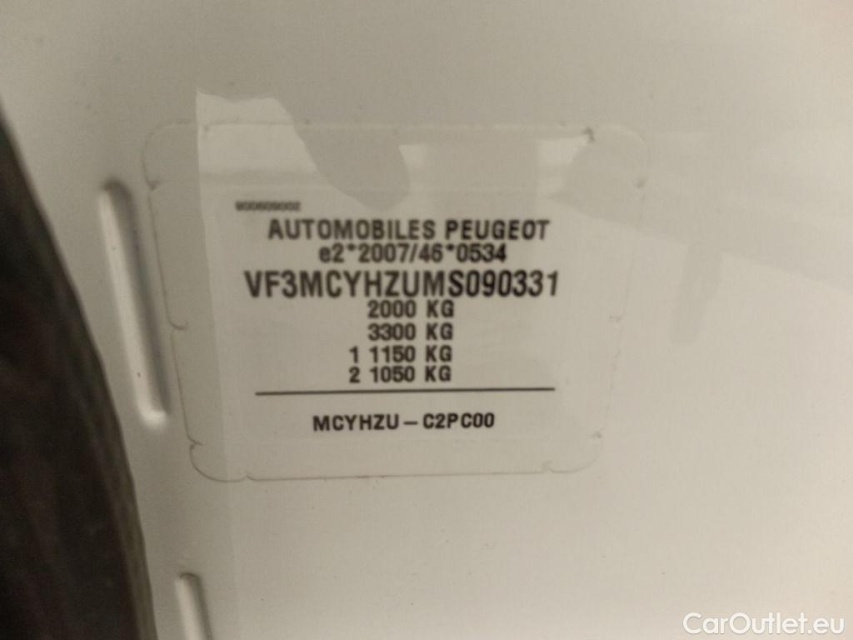 AUTOMOBILES PEUGEOT
e2*2007/46*0534
VF3MCYHZUMS090331
2000 KG
3300 KG
1 1150 KG
2 1050 KG
MCYHZU – C2PC00
CarOutlet.eu